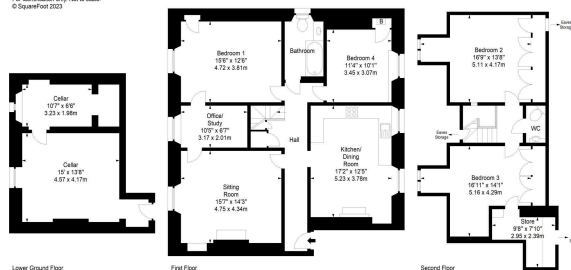 © SquareFoot 2023
Cellar
10'7" x 6'6"
3.23 x 1.98m
Cellar
15' x 13'8"
4.57 x 4.17m
Lower Ground Floor
Bedroom 1
15'6" x 12'6"
4.72 x 3.81m
Bathroom
B
Bedroom 4
11'4" x 10'1"
3.45 x 3.07m
Office/
Study
10'5" x 6'7"
3.17 x 2.01m
Hall
Kitchen/
Dining
Room
17'2" x 12'5"
5.23 x 3.78m
Sitting
Room
15'7" x 14'3"
4.75 x 4.34m
First Floor
Eaves
Storage
Bedroom 2
16'9" x 13'8"
5.11 x 4.17m
Eaves
Storage
WC
Bedroom 3
16'11" x 14'1"
5.16 x 4.29m
Store
9'8" x 7'10"
2.95 x 2.39m
Second Floor